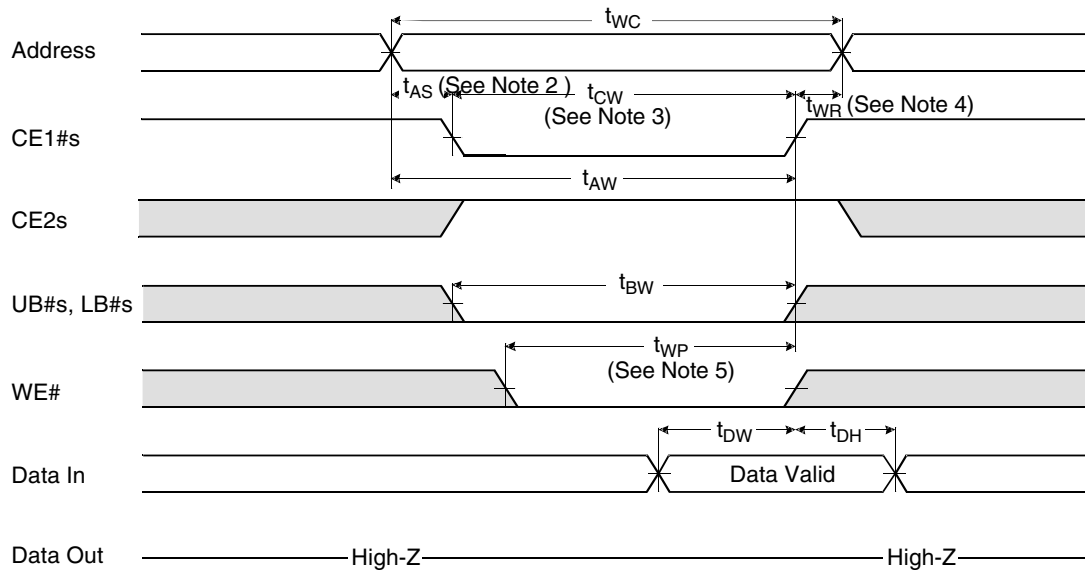 tWC
Address
tAS (See Note 2 )
tCW
(See Note 3)
tWR (See Note 4)
CE1#s
tAW
CE2s
tBW
UB#s, LB#s
tWP
(See Note 5)
WE#
tDW
tDH
Data In
Data Valid
Data Out
High-Z
High-Z